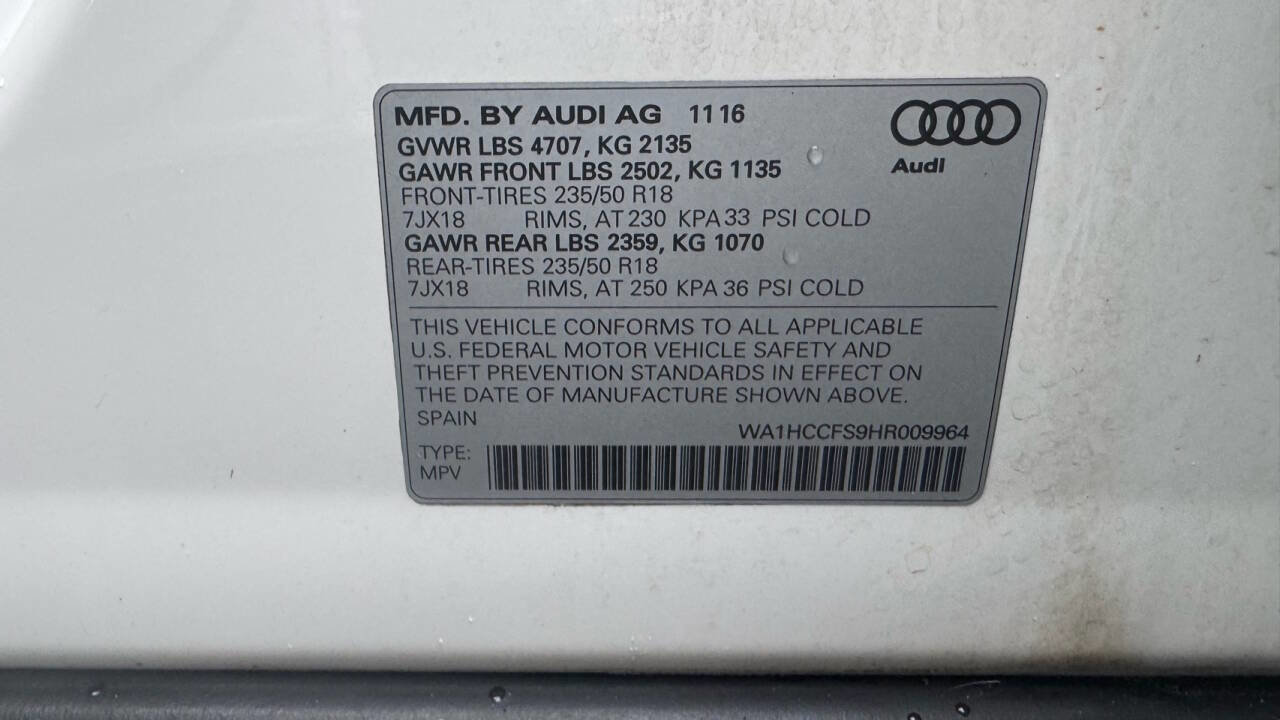 MFD. BY AUDI AG 11 16
GVWR LBS 4707, KG 2135
GAWR FRONT LBS 2502, KG 1135
FRONT-TIRES 235/50 R18
7JX18 RIMS, AT 230 KPA 33 PSI COLD
GAWR REAR LBS 2359, KG 1070
REAR-TIRES 235/50 R18
7JX18 RIMS, AT 250 KPA 36 PSI COLD
Audi
THIS VEHICLE CONFORMS TO ALL APPLICABLE
U.S. FEDERAL MOTOR VEHICLE SAFETY AND
THEFT PREVENTION STANDARDS IN EFFECT ON
THE DATE OF MANUFACTURE SHOWN ABOVE.
SPAIN
WA1HCCFS9HR009964
TYPE:
MPV